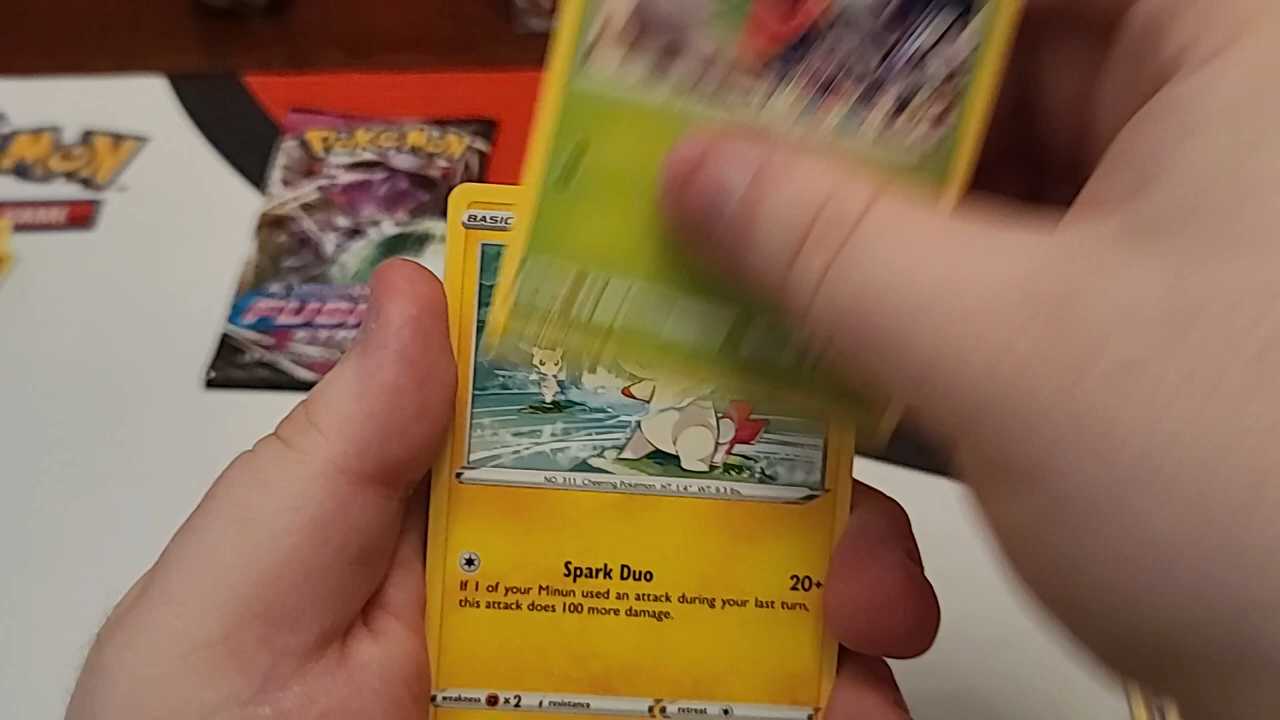 POKÉMON
MON
GAME
FUSI
BASIC
NO. 311. Cheering Pokémon. HT. 1'4" WT. 9.3 lbs.
Spark Duo 20+
If 1 of your Minun used an attack during your last turn,
this attack does 100 more damage.
weakness ×2 resistance retreat